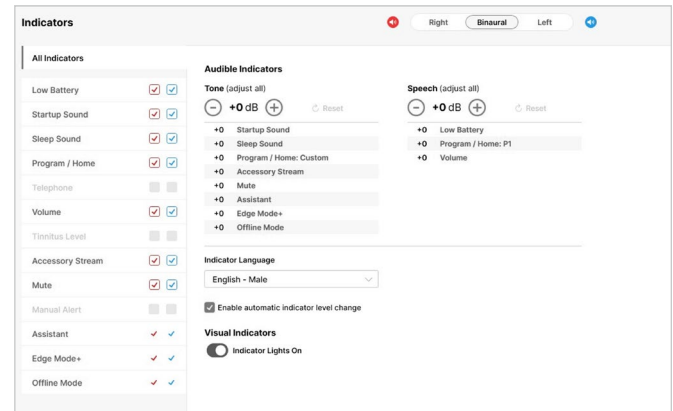 Indicators
Right Binaural Left
All Indicators
Low Battery
Startup Sound
Sleep Sound
Program / Home
Telephone
Volume
Tinnitus Level
Accessory Stream
Mute
Manual Alert
Assistant
Edge Mode+
Offline Mode
Audible Indicators
Tone (adjust all)
+0 dB Reset
+0 Startup Sound
+0 Sleep Sound
+0 Program / Home: Custom
+0 Accessory Stream
+0 Mute
+0 Assistant
+0 Edge Mode+
+0 Offline Mode
Speech (adjust all)
+0 dB Reset
+0 Low Battery
+0 Program / Home: P1
+0 Volume
Indicator Language
English - Male
Enable automatic indicator level change
Visual Indicators
Indicator Lights On